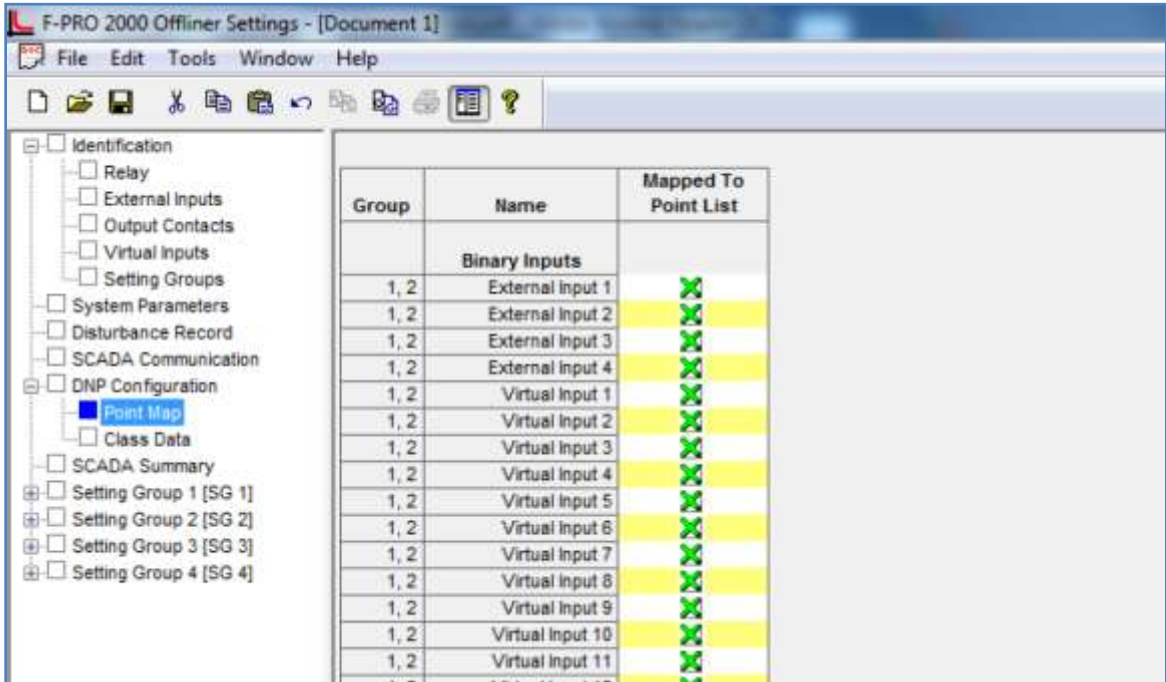 F-PRO 2000 Offliner Settings - [Document 1]
File Edit Tools Window Help
Identification
Relay
External Inputs
Output Contacts
Virtual Inputs
Setting Groups
System Parameters
Disturbance Record
SCADA Communication
DNP Configuration
Point Map
Class Data
SCADA Summary
Setting Group 1 [SG 1]
Setting Group 2 [SG 2]
Setting Group 3 [SG 3]
Setting Group 4 [SG 4]
Group Name Mapped To Point List
Binary Inputs
1, 2 External Input 1
1, 2 External Input 2
1, 2 External Input 3
1, 2 External Input 4
1, 2 Virtual Input 1
1, 2 Virtual Input 2
1, 2 Virtual Input 3
1, 2 Virtual Input 4
1, 2 Virtual Input 5
1, 2 Virtual Input 6
1, 2 Virtual Input 7
1, 2 Virtual Input 8
1, 2 Virtual Input 9
1, 2 Virtual Input 10
1, 2 Virtual Input 11